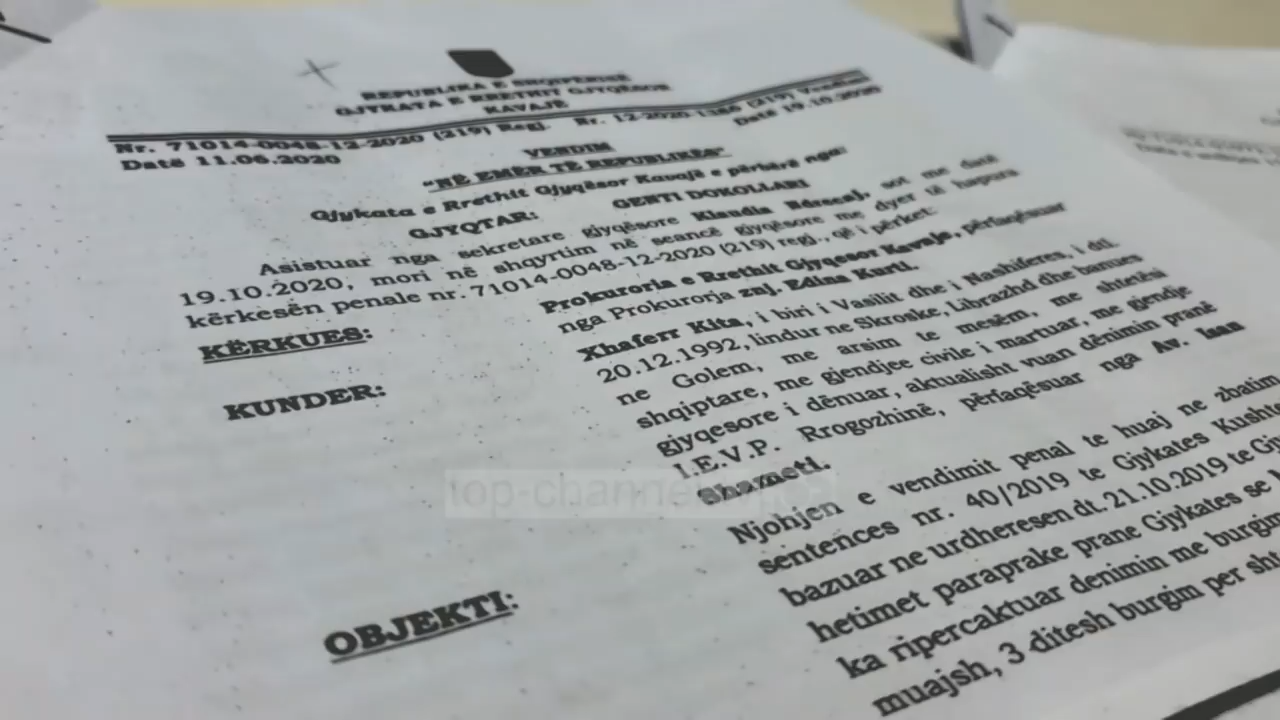 REPUBLIKA E SHQIPËRISË
GJYKATA E RRETHIT GJYQËSOR
KAVAJË
Nr. 71014-0048-12-2020 (219) Regj. Nr. 12-2020-1386 (219) Vendimi
Datë 11.06.2020 Datë 19.10.2020
VENDIM
"NË EMËR TË REPUBLIKËS"
Gjykata e Rrethit Gjyqësor Kavajë e përbërë nga:
GJYQTAR: GENTI DOKOLLARI
Asistuar nga sekretare gjyqësore Klaudia Ndrecaj, sot me datë
19.10.2020, mori në shqyrtim në seancë gjyqësore me dyer të hapura
kërkesën penale nr. 71014-0048-12-2020 (219) regj., që i përket:
KËRKUES: Prokuroria e Rrethit Gjyqesor Kavaje, përfaqësuar
nga Prokurorja znj. Edina Kurti.
KUNDER: Xhaferr Kita, i biri i Vasilit dhe i Nashiferes, i dtl.
20.12.1992, lindur ne Skroske, Librazhd dhe banues
ne Golem, me arsim te mesëm, me shtetësi
shqiptare, me gjendjee civile i martuar, me gjendje
gjyqesore i dënuar, aktualisht vuan dënimin pranë
I.E.V.P. Rrogozhinë, përfaqësuar nga Av. Isan
Shameti.
OBJEKTI: Njohjen e vendimit penal te huaj ne zbatim
sentences nr. 40/2019 te Gjykates Kusht
bazuar ne urdheresen dt. 21.10.2019 te Gj
hetimet paraprake prane Gjykates se
ka ripercaktuar denimin me burgim
muajsh, 3 ditesh burgim per sht
top-channel